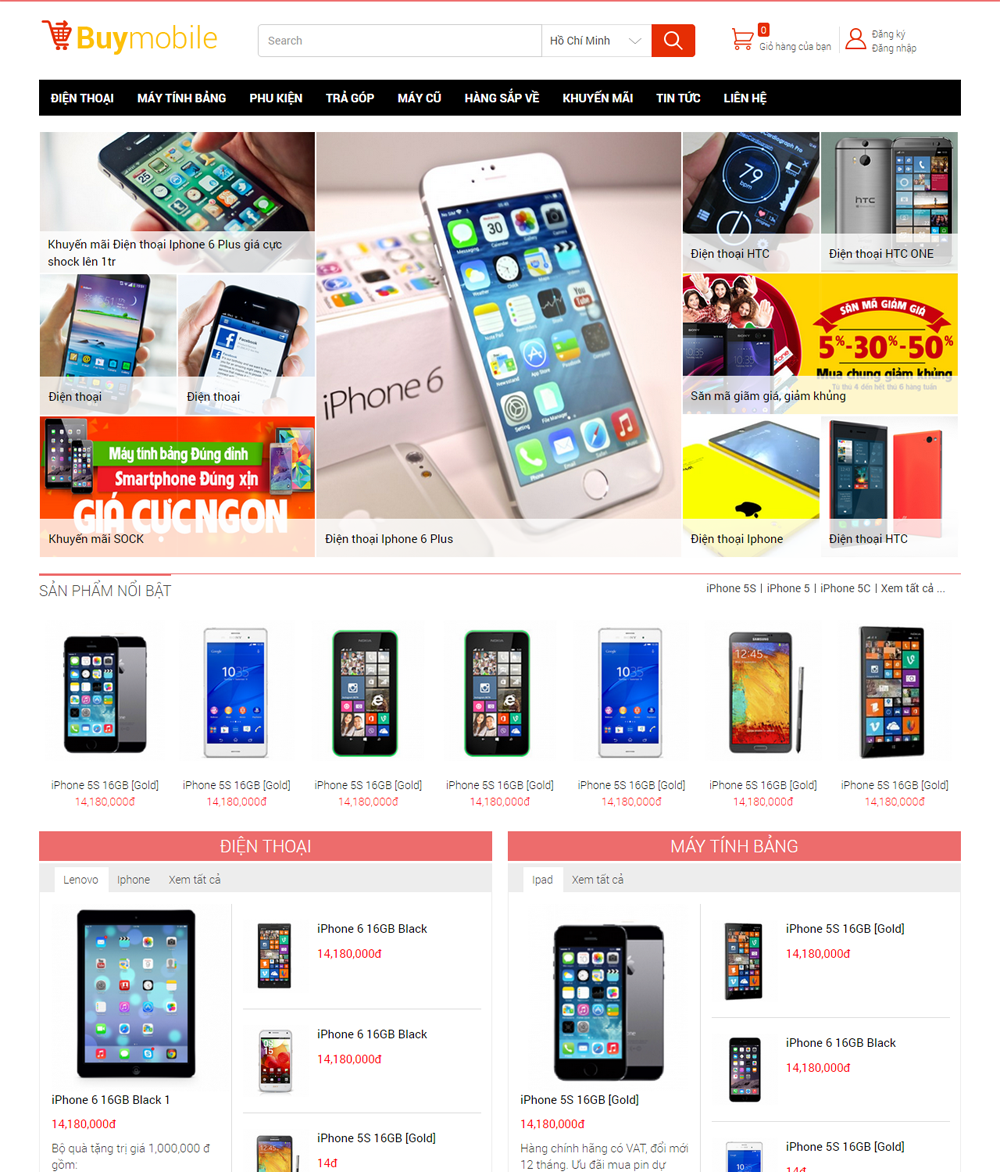 Buymobile
Search
Hồ Chí Minh
0
Giỏ hàng của bạn
Đăng ký
Đăng nhập
ĐIỆN THOẠI MÁY TÍNH BẢNG PHU KIỆN TRẢ GÓP MÁY CŨ HÀNG SẮP VỀ KHUYẾN MÃI TIN TỨC LIÊN HỆ
Khuyến mãi Điện thoại Iphone 6 Plus giá cực
shock lên 1tr
Điện thoại
Điện thoại
Máy tính bảng Đúng đỉnh
Smartphone Đúng xịn
GIÁ CỰC NGON
Khuyến mãi SOCK
iPhone 6
Điện thoại Iphone 6 Plus
79
bpm
Điện thoại HTC
hTC
Điện thoại HTC ONE
SĂN MÃ GIẢM GIÁ
5%-30%-50%
Mua chung giảm khủng
Từ thứ 4 đến hết thứ 6 hàng tuần
Săn mã giãm giá, giảm khủng
Điện thoại Iphone
Điện thoại HTC
SẢN PHẨM NỔI BẬT
iPhone 5S | iPhone 5 | iPhone 5C | Xem tất cả ...
iPhone 5S 16GB [Gold] iPhone 5S 16GB [Gold] iPhone 5S 16GB [Gold] iPhone 5S 16GB [Gold] iPhone 5S 16GB [Gold] iPhone 5S 16GB [Gold] iPhone 5S 16GB [Gold]
14,180,000đ 14,180,000đ 14,180,000đ 14,180,000đ 14,180,000đ 14,180,000đ 14,180,000đ
ĐIỆN THOẠI
Lenovo Iphone Xem tất cả
iPhone 6 16GB Black 1
14,180,000đ
Bộ quà tặng trị giá 1,000,000 đ
gồm:
iPhone 6 16GB Black
14,180,000đ
iPhone 6 16GB Black
14,180,000đ
iPhone 5S 16GB [Gold]
14đ
MÁY TÍNH BẢNG
Ipad Xem tất cả
iPhone 5S 16GB [Gold]
14,180,000đ
Hàng chính hãng có VAT, đổi mới
12 tháng. Ưu đãi mua pin dự
iPhone 5S 16GB [Gold]
14,180,000đ
iPhone 6 16GB Black
14,180,000đ
iPhone 5S 16GB [Gold]
14đ